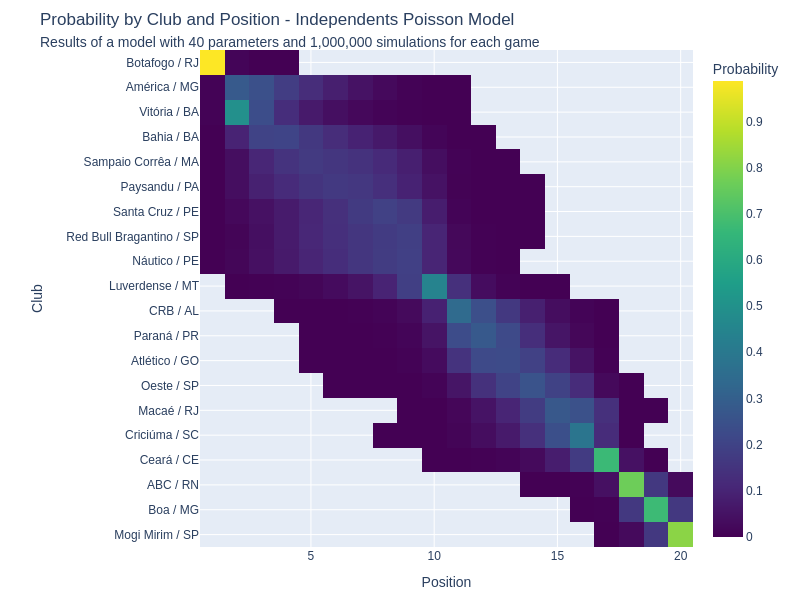 Probability by Club and Position - Independents Poisson Model
Results of a model with 40 parameters and 1,000,000 simulations for each game
Probability
Botafogo / RJ
América / MG
Vitória / BA
Bahia / BA
Sampaio Corrêa / MA
Paysandu / PA
Santa Cruz / PE
Red Bull Bragantino / SP
Náutico / PE
Luverdense / MT
CRB / AL
Paraná / PR
Atlético / GO
Oeste / SP
Macaé / RJ
Criciúma / SC
Ceará / CE
ABC / RN
Boa / MG
Mogi Mirim / SP
Club
5
10
15
20
Position
0.9
0.8
0.7
0.6
0.5
0.4
0.3
0.2
0.1
0